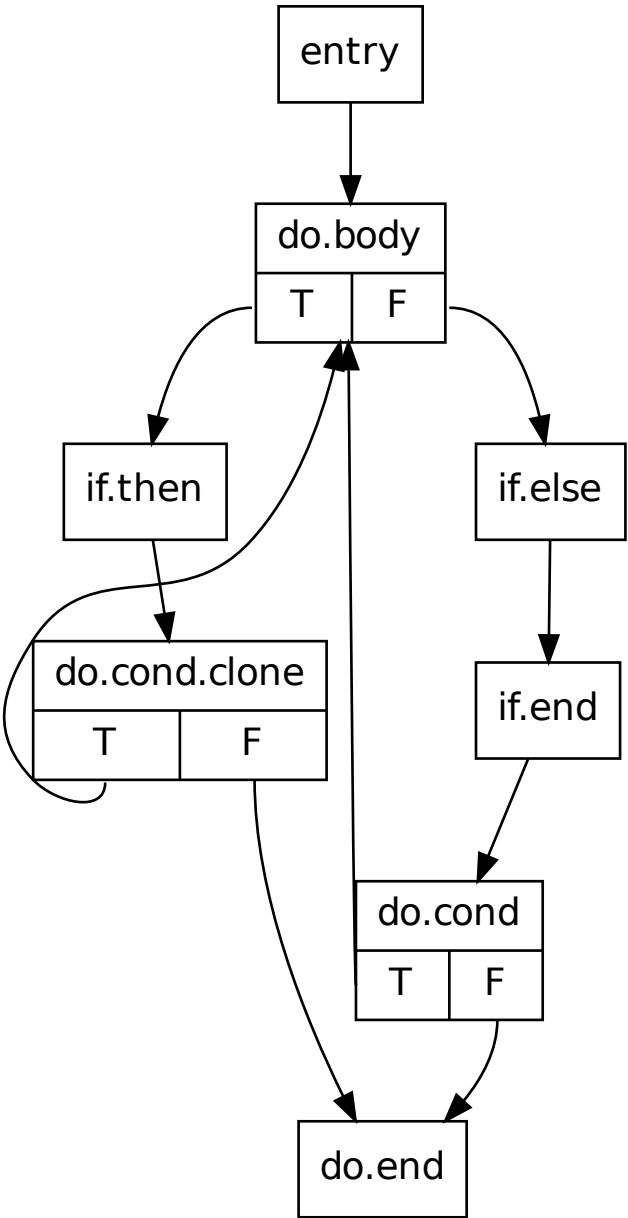 entry
do.body
T F
if.then
if.else
do.cond.clone
T F
if.end
do.cond
T F
do.end